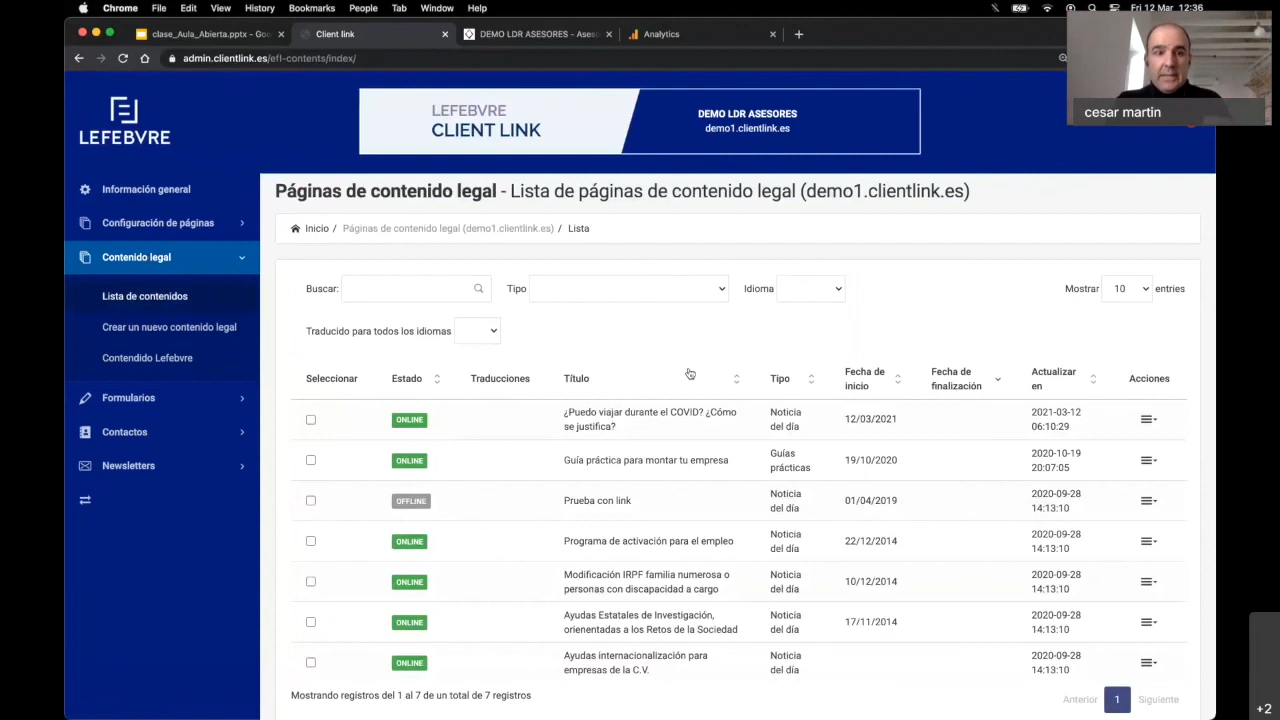 Chrome File Edit View History Bookmarks People Tab Window Help
Fri 12 Mar 12:36
clase_Aula_Abierta.pptx - Goo
Client link
DEMO LDR ASESORES - Ases
Analytics
admin.clientlink.es/efl-contents/index/
cesar martin
LEFEBVRE
LEFEBVRE
CLIENT LINK
DEMO LDR ASESORES
demo1.clientlink.es
Información general
Configuración de páginas
Contenido legal
Lista de contenidos
Crear un nuevo contenido legal
Contendido Lefebvre
Formularios
Contactos
Newsletters
Páginas de contenido legal - Lista de páginas de contenido legal (demo1.clientlink.es)
Inicio / Páginas de contenido legal (demo1.clientlink.es) / Lista
Buscar: Tipo Idioma Mostrar 10 entries
Traducido para todos los idiomas
Seleccionar Estado Traducciones Título Tipo Fecha de inicio Fecha de finalización Actualizar en Acciones
ONLINE ¿Puedo viajar durante el COVID? ¿Cómo se justifica? Noticia del día 12/03/2021 2021-03-12 06:10:29
ONLINE Guía práctica para montar tu empresa Guías prácticas 19/10/2020 2020-10-19 20:07:05
OFFLINE Prueba con link Noticia del día 01/04/2019 2020-09-28 14:13:10
ONLINE Programa de activación para el empleo Noticia del día 22/12/2014 2020-09-28 14:13:10
ONLINE Modificación IRPF familia numerosa o personas con discapacidad a cargo Noticia del día 10/12/2014 2020-09-28 14:13:10
ONLINE Ayudas Estatales de Investigación, orienentadas a los Retos de la Sociedad Noticia del día 17/11/2014 2020-09-28 14:13:10
ONLINE Ayudas internacionalización para empresas de la C.V. Noticia del día 2020-09-28 14:13:10
Mostrando registros del 1 al 7 de un total de 7 registros
Anterior 1 Siguiente
+2